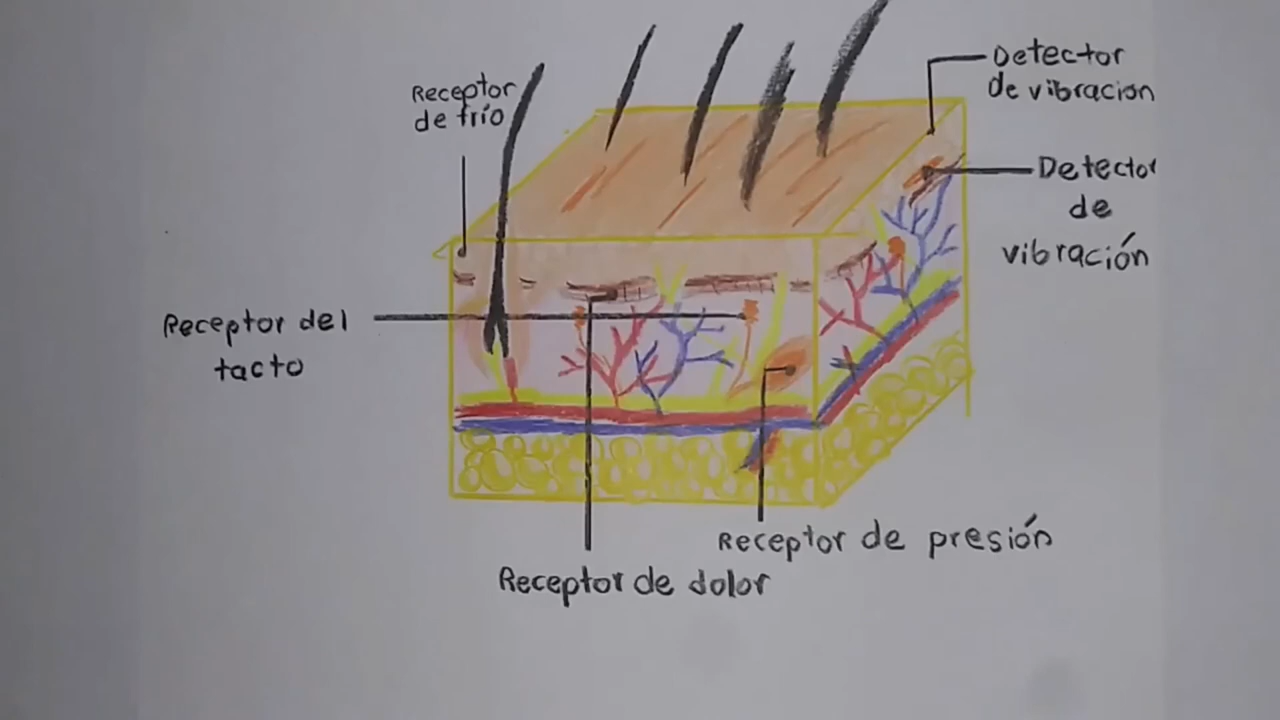 Receptor
de frío
Detector
de vibracion
Detector
de
vibración
Receptor del
tacto
Receptor de presión
Receptor de dolor